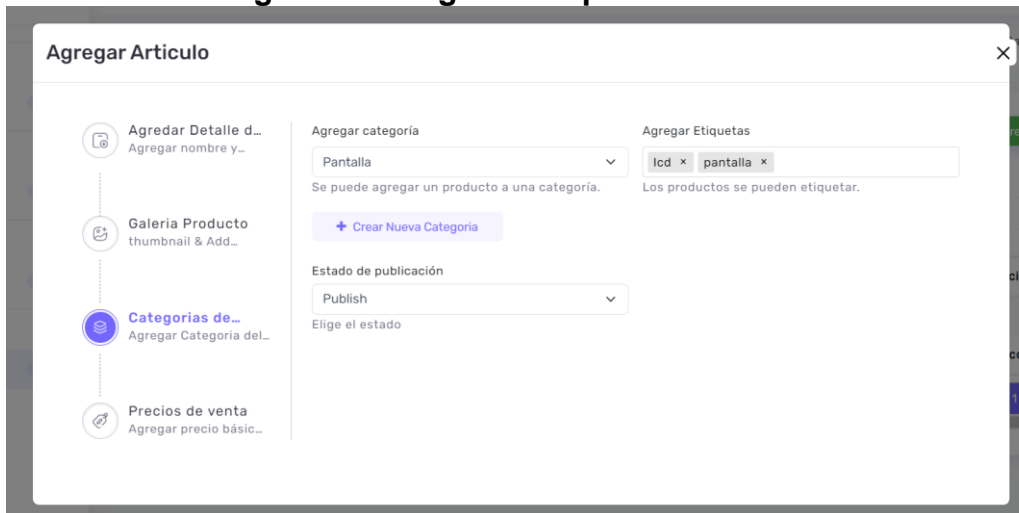 Agregar Articulo
Agredar Detalle d...
Agregar nombre y...
Galeria Producto
thumbnail & Add...
Categorias de...
Agregar Categoria del...
Precios de venta
Agregar precio básic...
Agregar categoría
Pantalla
Se puede agregar un producto a una categoría.
+ Crear Nueva Categoria
Estado de publicación
Publish
Elige el estado
Agregar Etiquetas
lcd × pantalla ×
Los productos se pueden etiquetar.